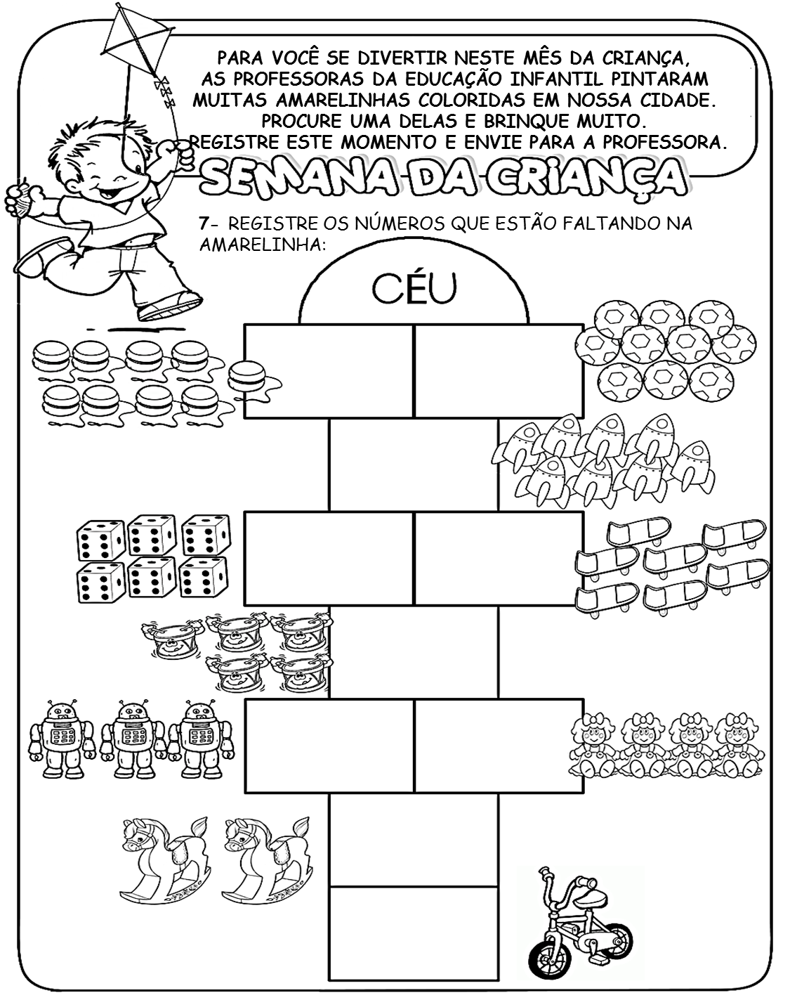 PARA VOCÊ SE DIVERTIR NESTE MÊS DA CRIANÇA,
AS PROFESSORAS DA EDUCAÇÃO INFANTIL PINTARAM
MUITAS AMARELINHAS COLORIDAS EM NOSSA CIDADE.
PROCURE UMA DELAS E BRINQUE MUITO.
REGISTRE ESTE MOMENTO E ENVIE PARA A PROFESSORA.
SEMANA DA CRIANÇA
7- REGISTRE OS NÚMEROS QUE ESTÃO FALTANDO NA
AMARELINHA:
CÉU